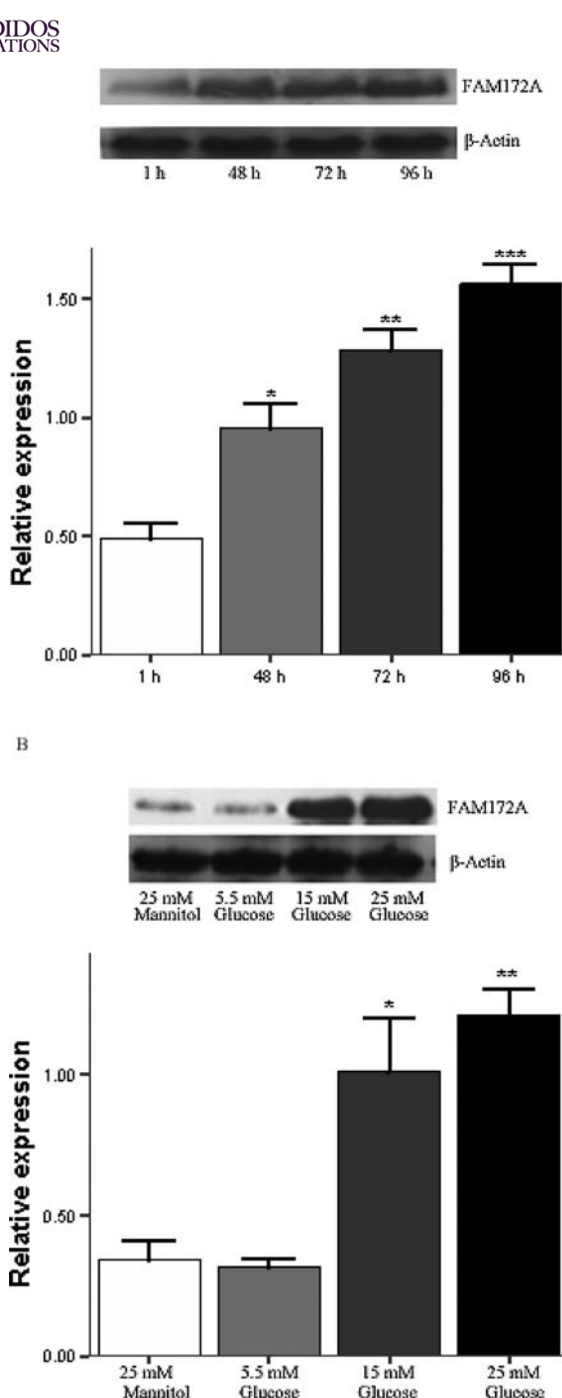 DIDOS
ATIONS
FAM172A
β-Actin
1 h 48 h 72 h 96 h
***
1.50
**
*
1.00
Relative expression
0.50
0.00
1 h 48 h 72 h 96 h
B
FAM172A
β-Actin
25 mM 5.5 mM 15 mM 25 mM
Mannitol Glucose Glucose Glucose
**
*
1.00
Relative expression
0.50
0.00
25 mM 5.5 mM 15 mM 25 mM
Mannitol Glucose Glucose Glucose